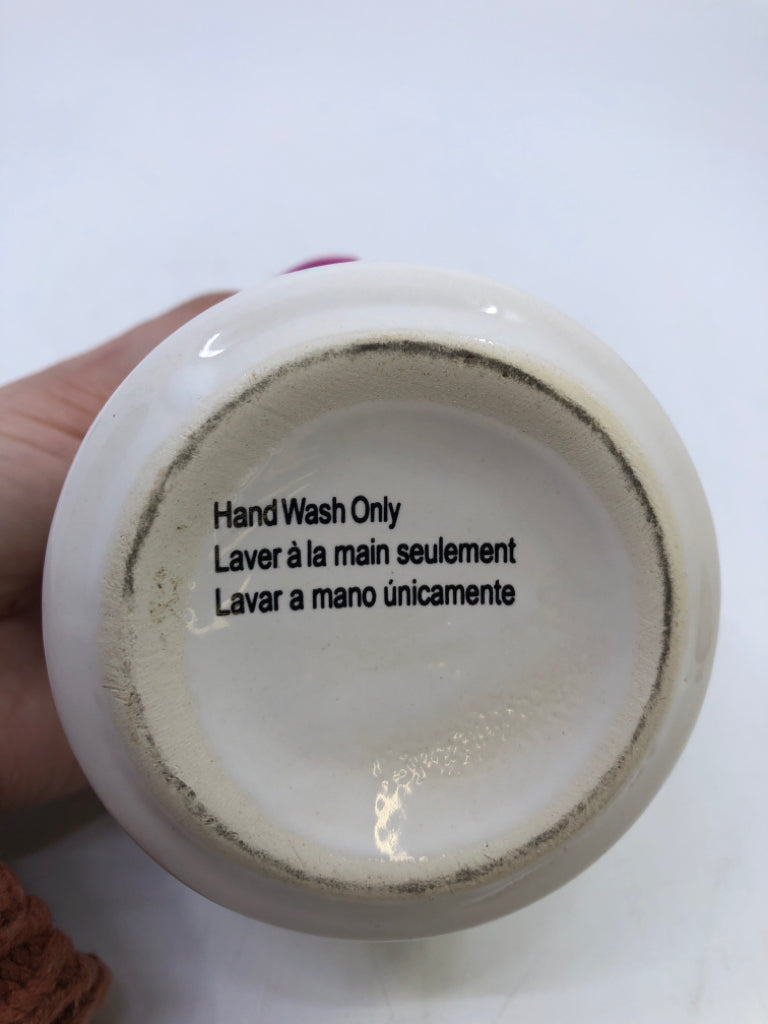 Hand Wash Only
Laver à la main seulement
Lavar a mano únicamente